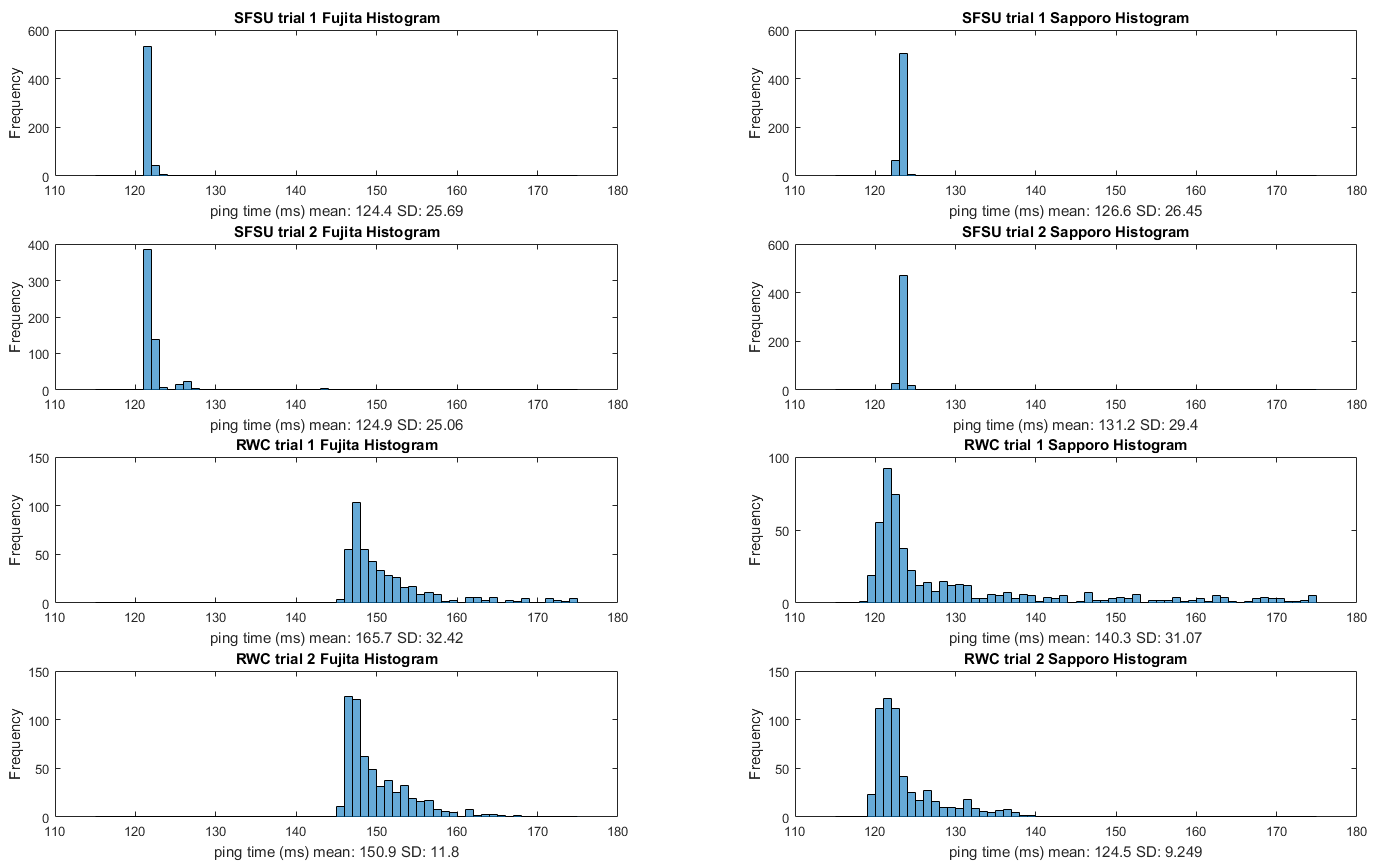 SFSU trial 1 Fujita Histogram
600
400
200
0
Frequency
110 120 130 140 150 160 170 180
ping time (ms) mean: 124.4 SD: 25.69
SFSU trial 1 Sapporo Histogram
600
400
200
0
Frequency
110 120 130 140 150 160 170 180
ping time (ms) mean: 126.6 SD: 26.45
SFSU trial 2 Fujita Histogram
400
300
200
100
0
Frequency
110 120 130 140 150 160 170 180
ping time (ms) mean: 124.9 SD: 25.06
SFSU trial 2 Sapporo Histogram
600
400
200
0
Frequency
110 120 130 140 150 160 170 180
ping time (ms) mean: 131.2 SD: 29.4
RWC trial 1 Fujita Histogram
150
100
50
0
Frequency
110 120 130 140 150 160 170 180
ping time (ms) mean: 165.7 SD: 32.42
RWC trial 1 Sapporo Histogram
100
50
0
Frequency
110 120 130 140 150 160 170 180
ping time (ms) mean: 140.3 SD: 31.07
RWC trial 2 Fujita Histogram
150
100
50
0
Frequency
110 120 130 140 150 160 170 180
ping time (ms) mean: 150.9 SD: 11.8
RWC trial 2 Sapporo Histogram
150
100
50
0
Frequency
110 120 130 140 150 160 170 180
ping time (ms) mean: 124.5 SD: 9.249